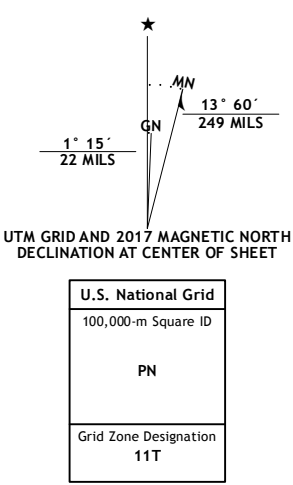 ★
MN
13° 60´
249 MILS
GN
1° 15´
22 MILS
UTM GRID AND 2017 MAGNETIC NORTH
DECLINATION AT CENTER OF SHEET
U.S. National Grid
100,000-m Square ID
PN
Grid Zone Designation
11T